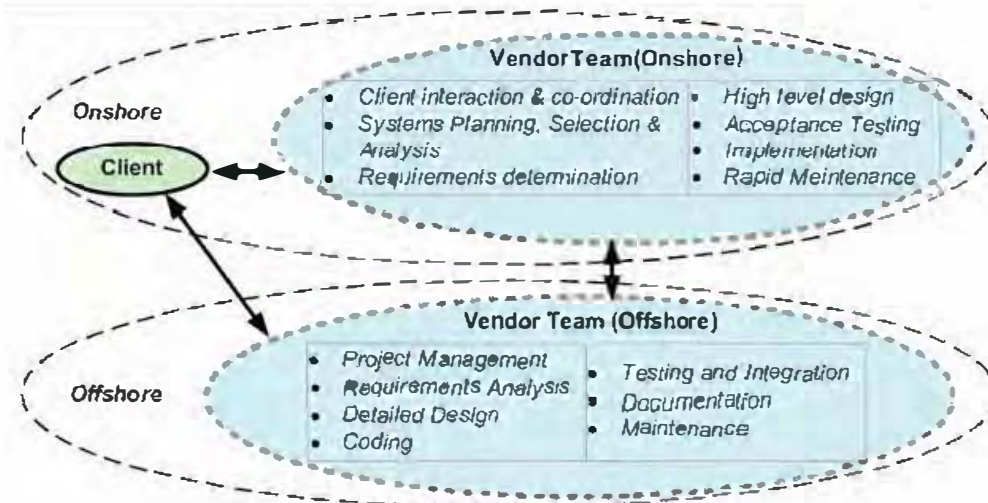 VendorTeam(Onshore)
Onshore
Client
• Client interaction & co-ordination
• Systems Planning, Selection &
Analysis
• Requirements determination
• High level design
• Acceptance Testing
• Implementation
• Rapid Meintenance
Vendor Team (Offshore)
Offshore
• Project Management
• Requirements Analysis
• Detailed Design
• Coding
• Testing and Integration
• Documentation
• Maintenance